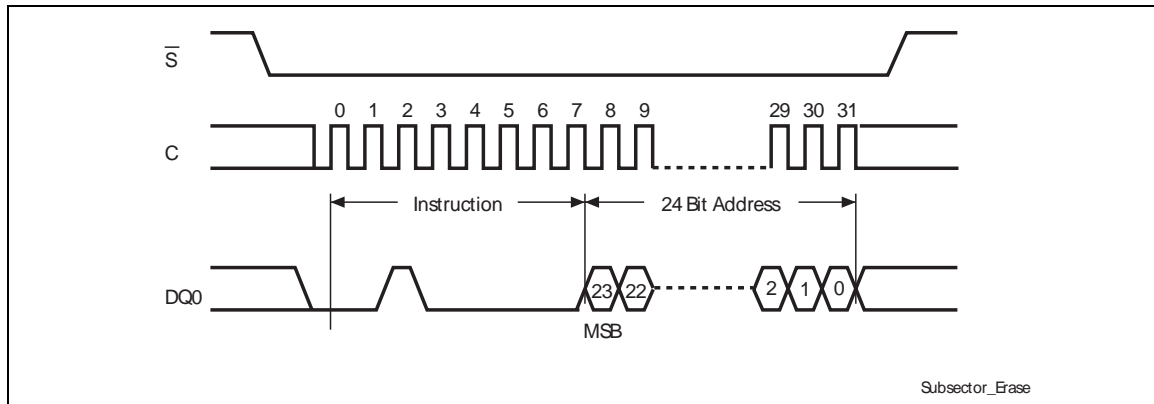 S
0 1 2 3 4 5 6 7 8 9 29 30 31
C
Instruction 24 Bit Address
DQ0 23 22 2 1 0
MSB
Subsector_Erase